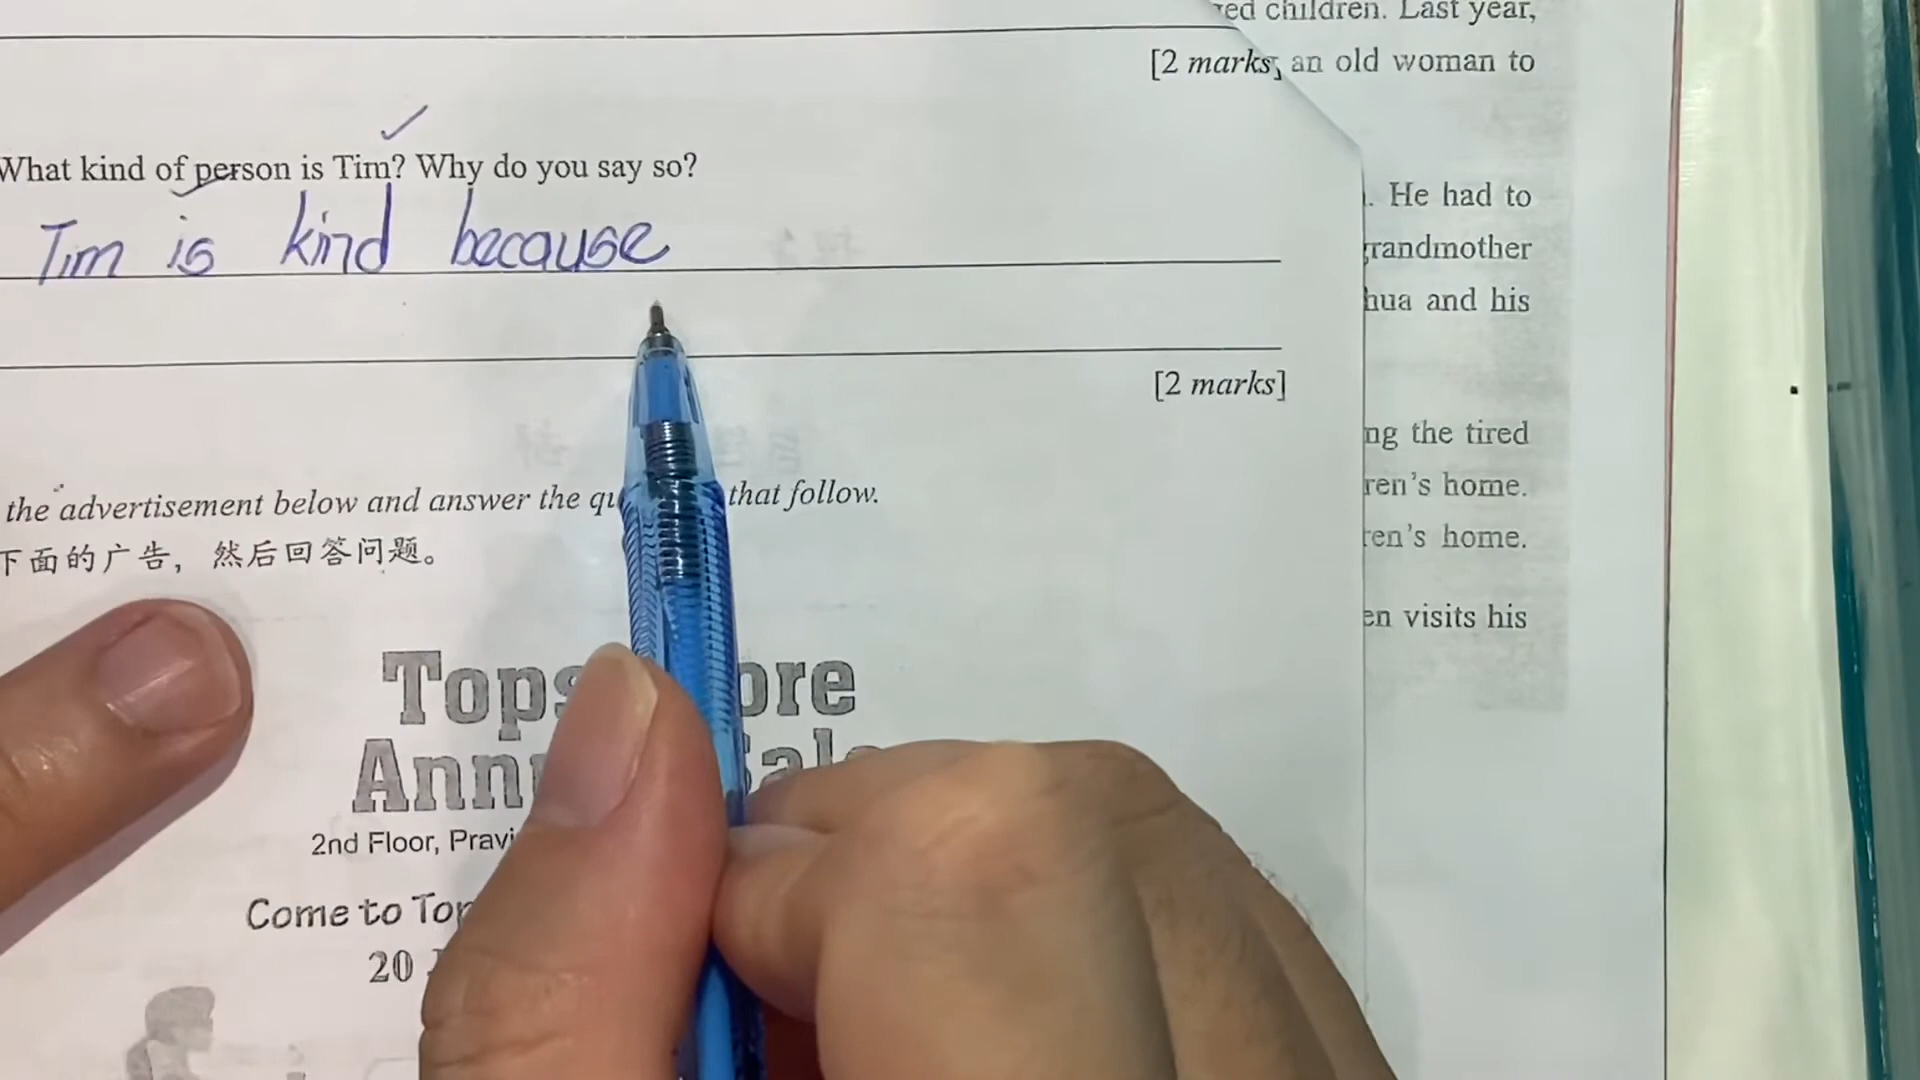 children. Last year,
[2 marks] an old woman to
What kind of person is Tim? Why do you say so?
. He had to
Tim is kind because
grandmother
hua and his
[2 marks]
ng the tired
the advertisement below and answer the qu that follow.
ren's home.
下面的广告，然后回答问题。
ren's home.
en visits his
Tops ore
Ann Sale
2nd Floor, Pravi
Come to Top
20